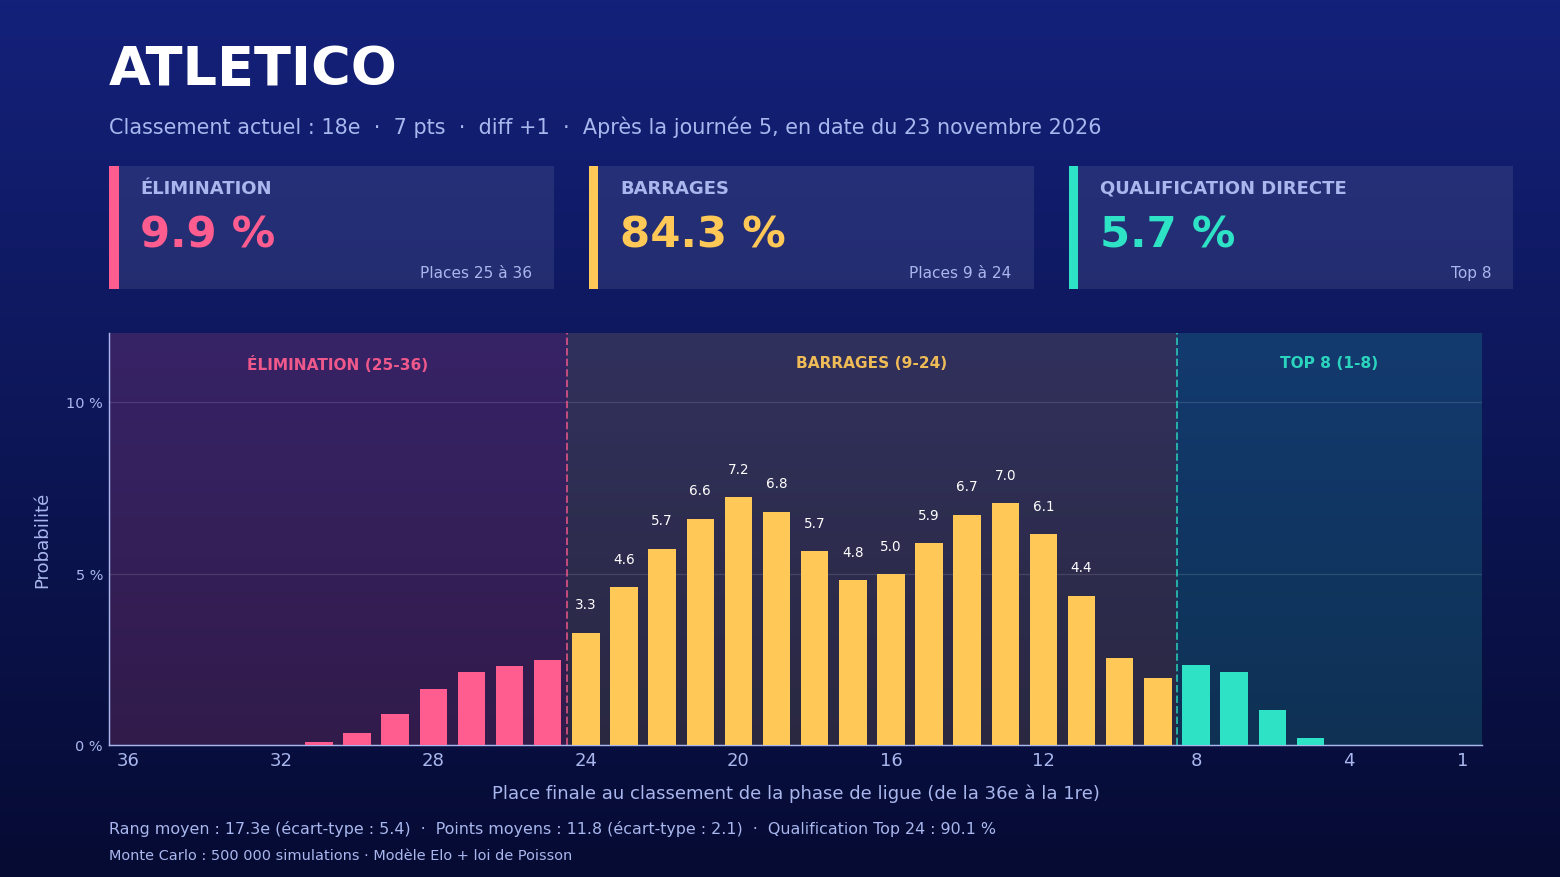 ATLETICO
Classement actuel : 18e · 7 pts · diff +1 · Après la journée 5, en date du 23 novembre 2026
ÉLIMINATION
9.9 %
Places 25 à 36
BARRAGES
84.3 %
Places 9 à 24
QUALIFICATION DIRECTE
5.7 %
Top 8
ÉLIMINATION (25-36)
BARRAGES (9-24)
TOP 8 (1-8)
Probabilité
10 %
5 %
0 %
3.3
4.6
5.7
6.6
7.2
6.8
5.7
4.8
5.0
5.9
6.7
7.0
6.1
4.4
36 32 28 24 20 16 12 8 4 1
Place finale au classement de la phase de ligue (de la 36e à la 1re)
Rang moyen : 17.3e (écart-type : 5.4) · Points moyens : 11.8 (écart-type : 2.1) · Qualification Top 24 : 90.1 %
Monte Carlo : 500 000 simulations · Modèle Elo + loi de Poisson